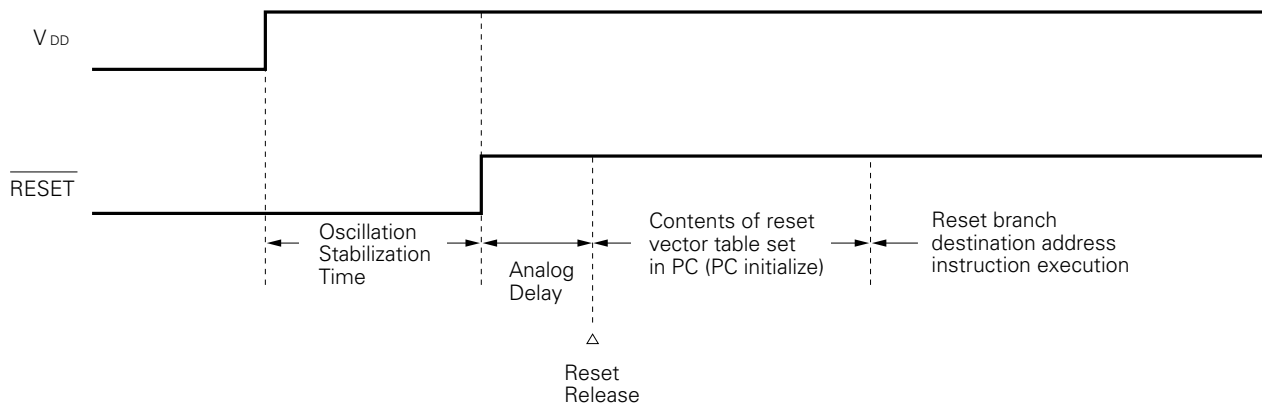 VDD
RESET
Oscillation
Stabilization
Time
Analog
Delay
Contents of reset
vector table set
in PC (PC initialize)
Reset branch
destination address
instruction execution
Reset
Release